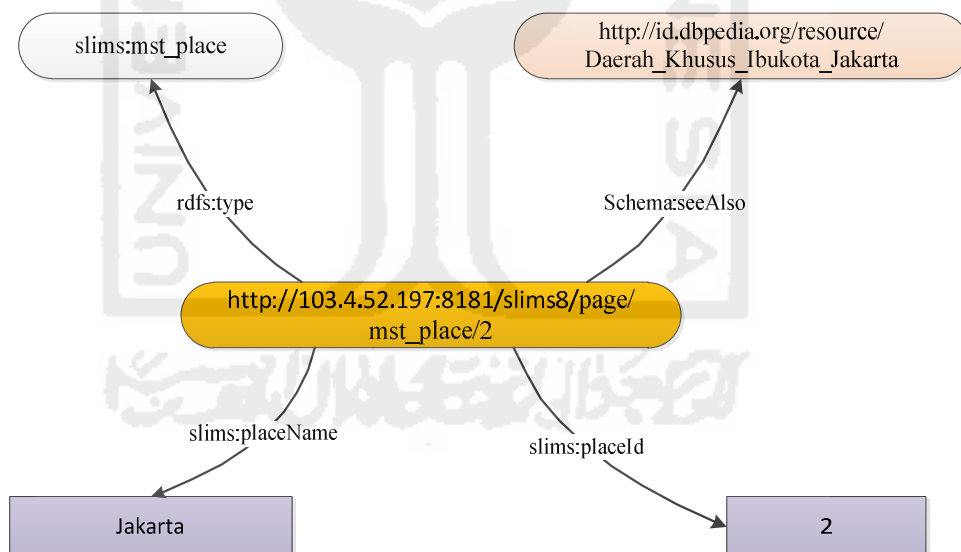 slims:mst_place
http://id.dbpedia.org/resource/
Daerah_Khusus_Ibukota_Jakarta
rdfs:type
Schema:seeAlso
http://103.4.52.197:8181/slims8/page/
mst_place/2
slims:placeName
slims:placeId
Jakarta
2